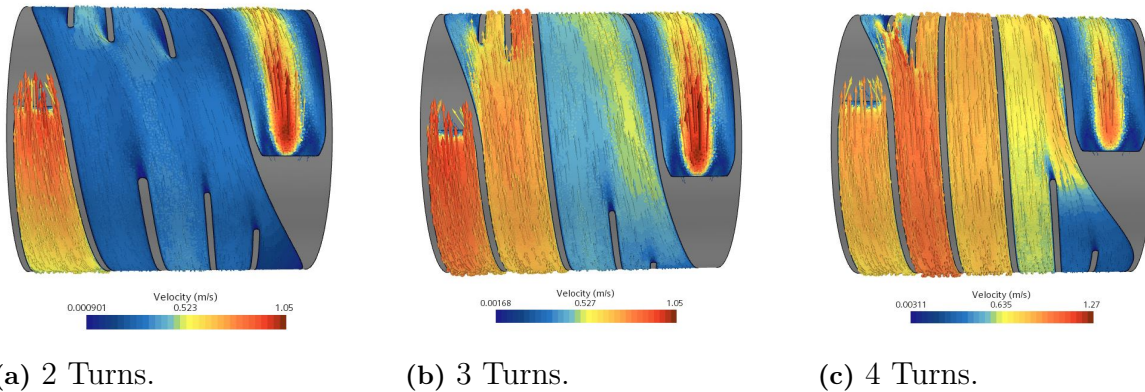 Velocity (m/s)
0.000901 0.523 1.05
Velocity (m/s)
0.00168 0.527 1.05
Velocity (m/s)
0.00311 0.635 1.27
(a) 2 Turns.
(b) 3 Turns.
(c) 4 Turns.